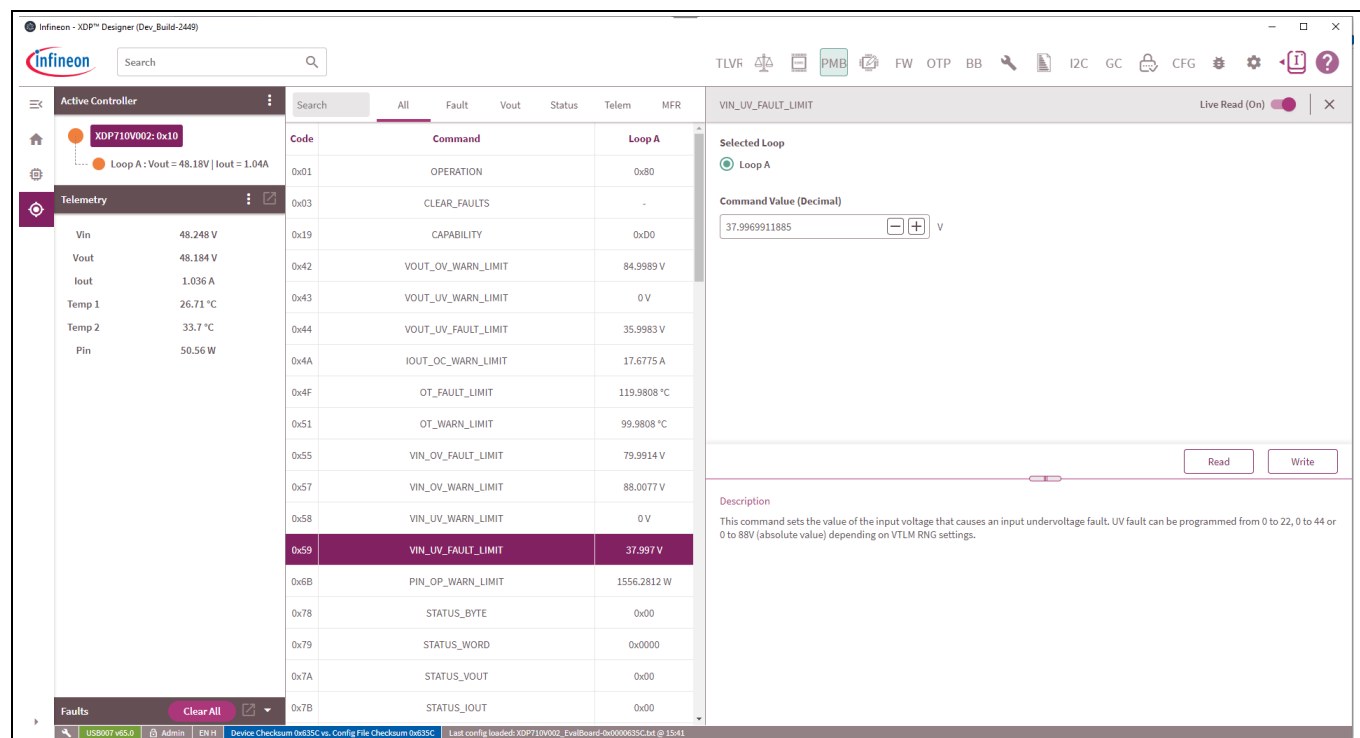 Infineon - XDP™ Designer (Dev_Build-2449)
infineon
Search
TLVR PMB FW OTP BB I2C GC CFG
Active Controller
XDP710V002: 0x10
Loop A : Vout = 48.18V | Iout = 1.04A
Telemetry
Vin 48.248 V
Vout 48.184 V
Iout 1.036 A
Temp 1 26.71 °C
Temp 2 33.7 °C
Pin 50.56 W
Faults Clear All
Search All Fault Vout Status Telem MFR
Code Command Loop A
0x01 OPERATION 0x80
0x03 CLEAR_FAULTS -
0x19 CAPABILITY 0xD0
0x42 VOUT_OV_WARN_LIMIT 84.9989 V
0x43 VOUT_UV_WARN_LIMIT 0 V
0x44 VOUT_UV_FAULT_LIMIT 35.9983 V
0x4A IOUT_OC_WARN_LIMIT 17.6775 A
0x4F OT_FAULT_LIMIT 119.9808 °C
0x51 OT_WARN_LIMIT 99.9808 °C
0x55 VIN_OV_FAULT_LIMIT 79.9914 V
0x57 VIN_OV_WARN_LIMIT 88.0077 V
0x58 VIN_UV_WARN_LIMIT 0 V
0x59 VIN_UV_FAULT_LIMIT 37.997 V
0x6B PIN_OP_WARN_LIMIT 1556.2812 W
0x78 STATUS_BYTE 0x00
0x79 STATUS_WORD 0x0000
0x7A STATUS_VOUT 0x00
0x7B STATUS_IOUT 0x00
VIN_UV_FAULT_LIMIT Live Read (On)
Selected Loop
Loop A
Command Value (Decimal)
37.9969911885 V
Read Write
Description
This command sets the value of the input voltage that causes an input undervoltage fault. UV fault can be programmed from 0 to 22, 0 to 44 or
0 to 88V (absolute value) depending on VTLM RNG settings.
USB007 v65.0 Admin EN H Device Checksum 0x635C vs. Config File Checksum 0x635C Last config loaded: XDP710V002_EvalBoard-0x0000635C.txt @ 15:41